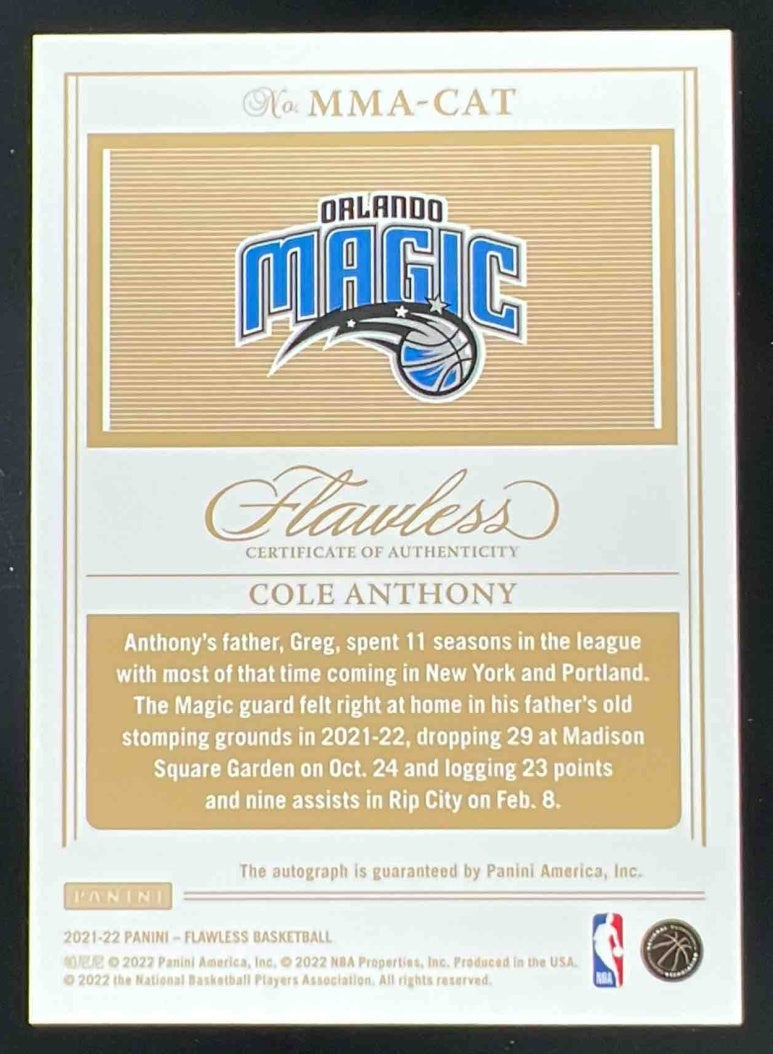 No. MMA-CAT
ORLANDO
MAGIC
Flawless
CERTIFICATE OF AUTHENTICITY
COLE ANTHONY
Anthony's father, Greg, spent 11 seasons in the league
with most of that time coming in New York and Portland.
The Magic guard felt right at home in his father's old
stomping grounds in 2021-22, dropping 29 at Madison
Square Garden on Oct. 24 and logging 23 points
and nine assists in Rip City on Feb. 8.
The autograph is guaranteed by Panini America, Inc.
PANINI
2021-22 PANINI – FLAWLESS BASKETBALL
帕尼尼 © 2022 Panini America, Inc. © 2022 NBA Properties, Inc. Produced in the USA.
© 2022 the National Basketball Players Association. All rights reserved.
NBA